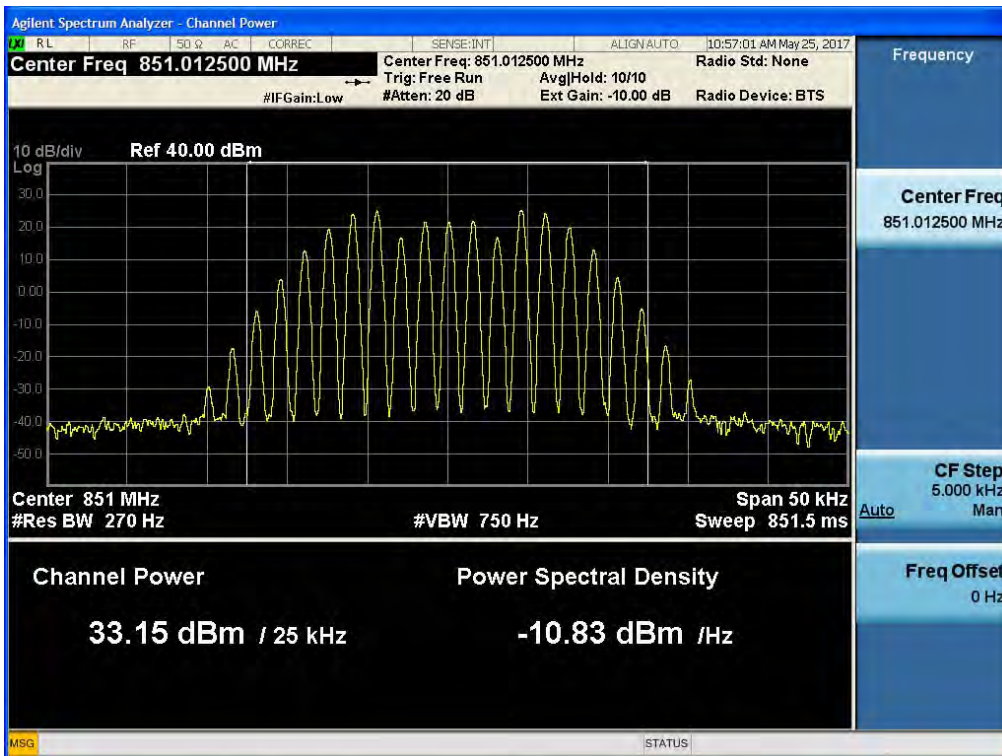 Agilent Spectrum Analyzer - Channel Power
LXI RL RF 50 Ω AC CORREC SENSE:INT ALIGNAUTO 10:57:01 AM May 25, 2017
Center Freq 851.012500 MHz
Center Freq: 851.012500 MHz
Radio Std: None
Trig: Free Run
Avg|Hold: 10/10
#IFGain:Low
#Atten: 20 dB
Ext Gain: -10.00 dB
Radio Device: BTS
10 dB/div
Ref 40.00 dBm
Log
30.0
20.0
10.0
0.00
-10.0
-20.0
-30.0
-40.0
-50.0
Center 851 MHz
Span 50 kHz
#Res BW 270 Hz
#VBW 750 Hz
Sweep 851.5 ms
Channel Power
Power Spectral Density
33.15 dBm / 25 kHz
-10.83 dBm /Hz
MSG
STATUS
Frequency
Center Freq
851.012500 MHz
CF Step
5.000 kHz
Auto Man
Freq Offset
0 Hz